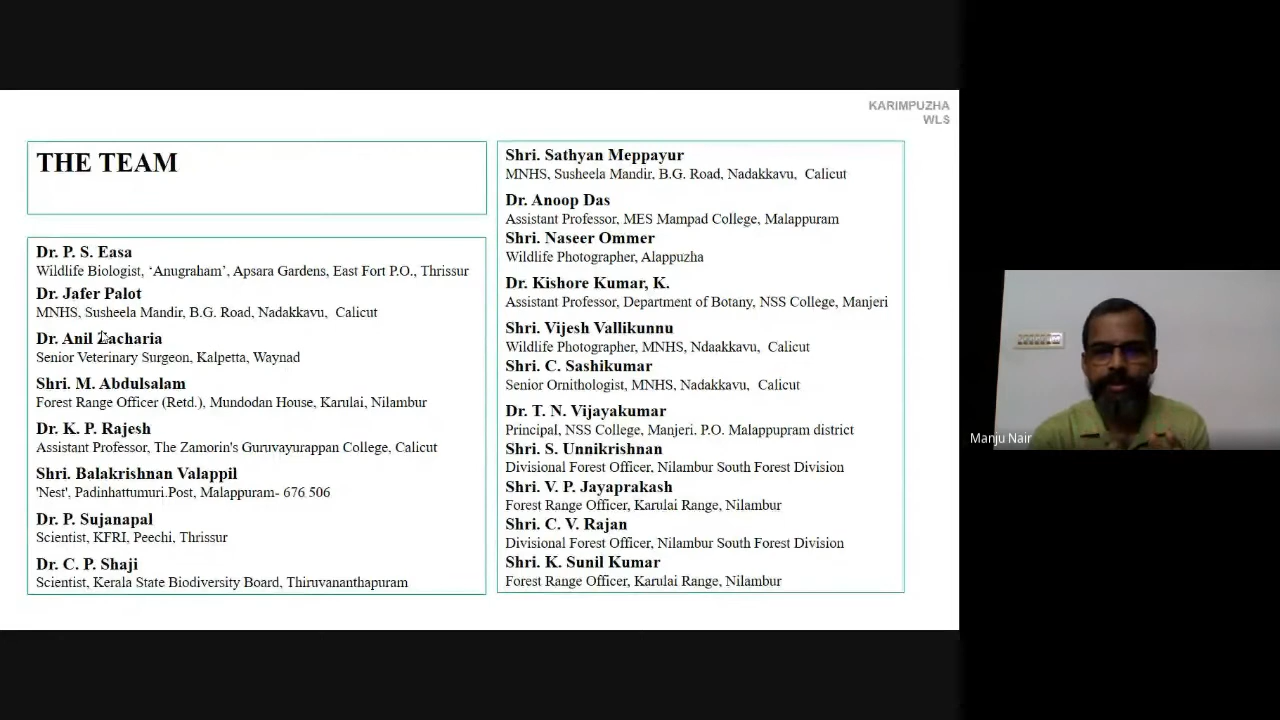 KARIMPUZHA
WLS
THE TEAM
Dr. P. S. Easa
Wildlife Biologist, ‘Anugraham’, Apsara Gardens, East Fort P.O., Thrissur
Dr. Jafer Palot
MNHS, Susheela Mandir, B.G. Road, Nadakkavu, Calicut
Dr. Anil Zacharia
Senior Veterinary Surgeon, Kalpetta, Waynad
Shri. M. Abdulsalam
Forest Range Officer (Retd.), Mundodan House, Karulai, Nilambur
Dr. K. P. Rajesh
Assistant Professor, The Zamorin's Guruvayurappan College, Calicut
Shri. Balakrishnan Valappil
'Nest', Padinhattumuri.Post, Malappuram- 676 506
Dr. P. Sujanapal
Scientist, KFRI, Peechi, Thrissur
Dr. C. P. Shaji
Scientist, Kerala State Biodiversity Board, Thiruvananthapuram
Shri. Sathyan Meppayur
MNHS, Susheela Mandir, B.G. Road, Nadakkavu, Calicut
Dr. Anoop Das
Assistant Professor, MES Mampad College, Malappuram
Shri. Naseer Ommer
Wildlife Photographer, Alappuzha
Dr. Kishore Kumar, K.
Assistant Professor, Department of Botany, NSS College, Manjeri
Shri. Vijesh Vallikunnu
Wildlife Photographer, MNHS, Ndaakkavu, Calicut
Shri. C. Sashikumar
Senior Ornithologist, MNHS, Nadakkavu, Calicut
Dr. T. N. Vijayakumar
Principal, NSS College, Manjeri. P.O. Malappupram district
Shri. S. Unnikrishnan
Divisional Forest Officer, Nilambur South Forest Division
Shri. V. P. Jayaprakash
Forest Range Officer, Karulai Range, Nilambur
Shri. C. V. Rajan
Divisional Forest Officer, Nilambur South Forest Division
Shri. K. Sunil Kumar
Forest Range Officer, Karulai Range, Nilambur
Manju Nair